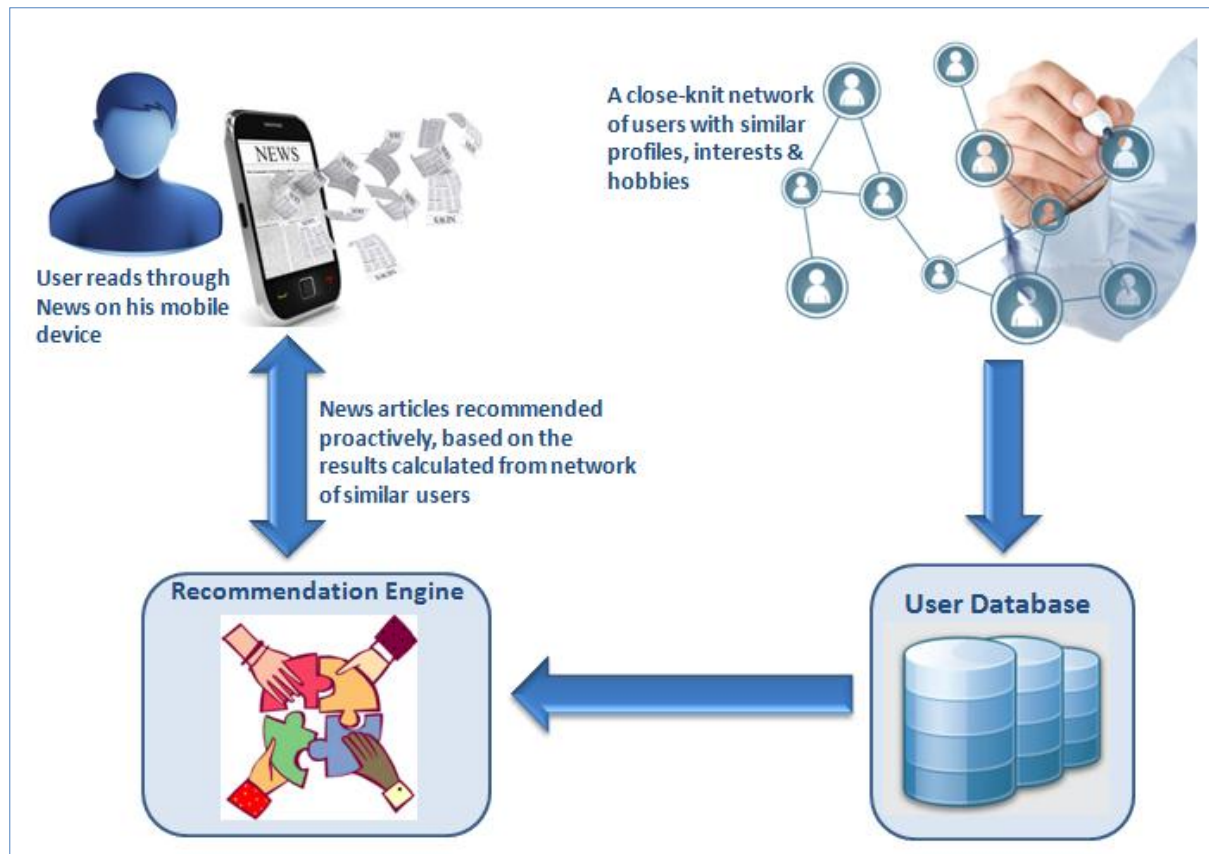 NEWS
User reads through
News on his mobile
device
A close-knit network
of users with similar
profiles, interests &
hobbies
News articles recommended
proactively, based on the
results calculated from network
of similar users
Recommendation Engine
User Database